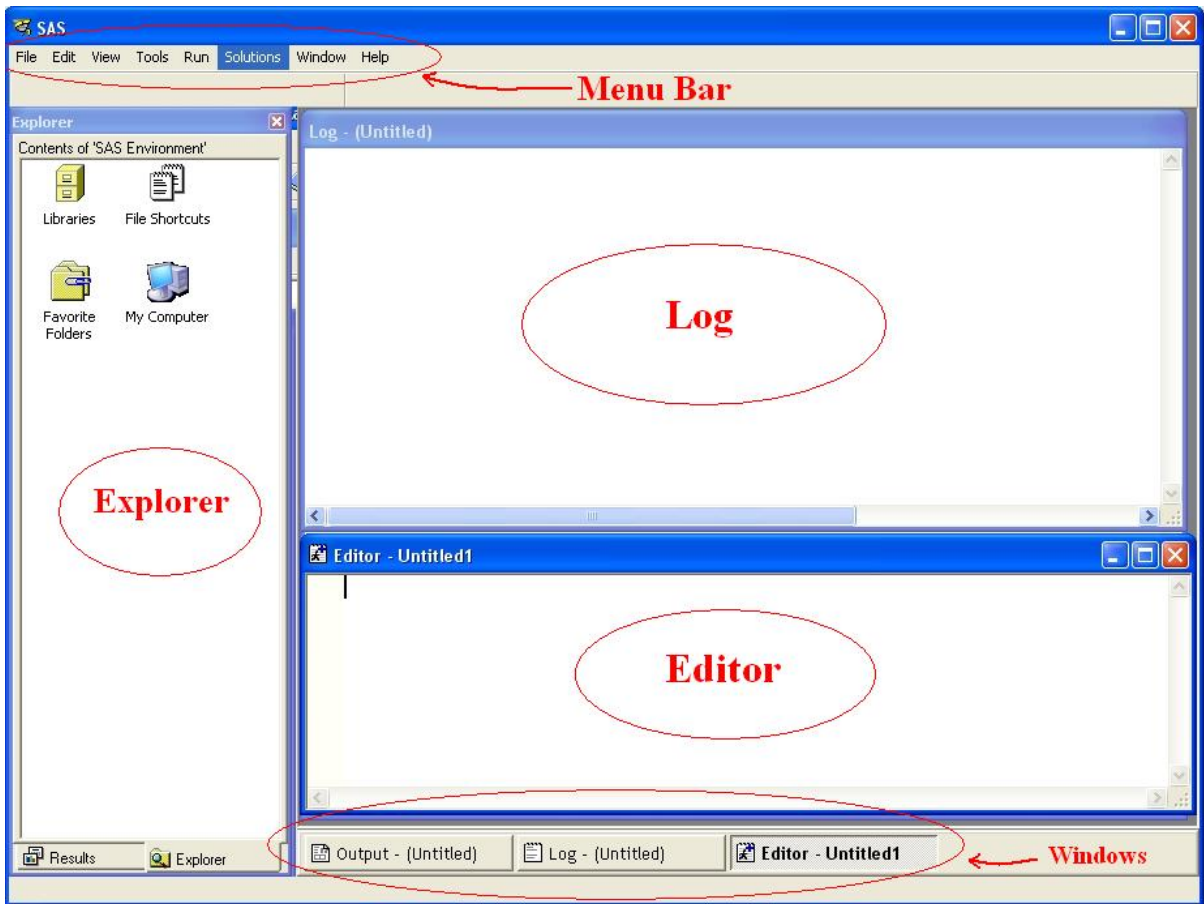 SAS
File Edit View Tools Run Solutions Window Help
Menu Bar
Explorer
Contents of 'SAS Environment'
Libraries File Shortcuts
Favorite Folders
My Computer
Explorer
Results Explorer
Log - (Untitled)
Log
Editor - Untitled1
Editor
Output - (Untitled) Log - (Untitled) Editor - Untitled1
Windows